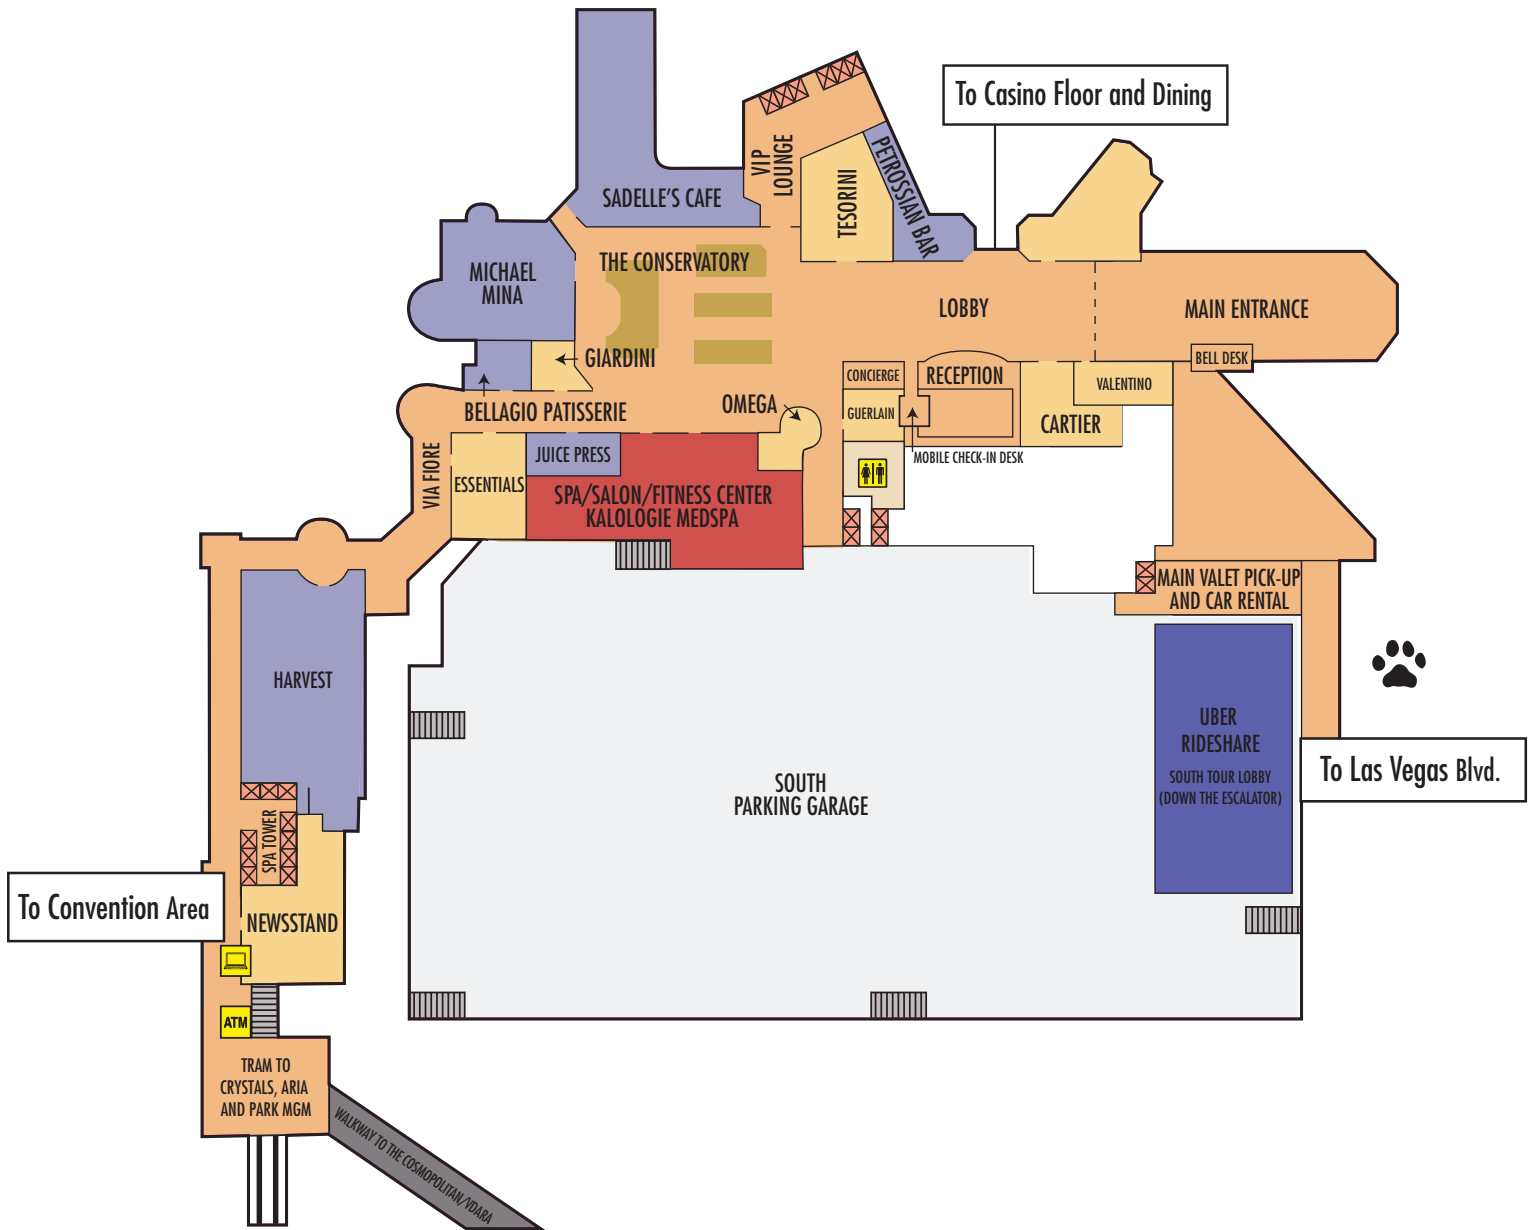 To Casino Floor and Dining
VIP
LOUNGE
PETROSSIAN BAR
TESORINI
SADELLE'S CAFE
MICHAEL
MINA
THE CONSERVATORY
LOBBY
MAIN ENTRANCE
GIARDINI
BELL DESK
CONCIERGE
RECEPTION
VALENTINO
BELLAGIO PATISSERIE
OMEGA
GUERLAIN
CARTIER
JUICE PRESS
MOBILE CHECK-IN DESK
VIA FIORE
ESSENTIALS
SPA/SALON/FITNESS CENTER
KALOLOGIE MEDSPA
MAIN VALET PICK-UP
AND CAR RENTAL
HARVEST
UBER
RIDESHARE
SOUTH TOUR LOBBY
(DOWN THE ESCALATOR)
To Las Vegas Blvd.
SOUTH
PARKING GARAGE
SPA TOWER
To Convention Area
NEWSSTAND
ATM
TRAM TO
CRYSTALS, ARIA
AND PARK MGM
WALKWAY TO THE COSMOPOLITAN/VDARA